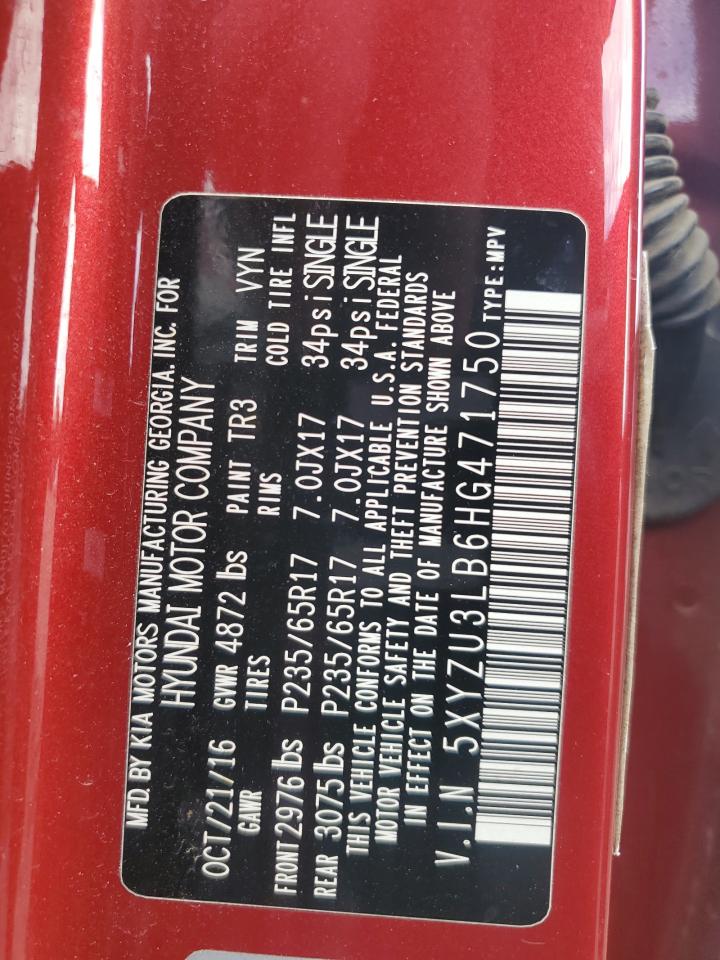 MFD. BY KIA MOTORS MANUFACTURING GEORGIA, INC. FOR
HYUNDAI MOTOR COMPANY
OCT/21/16 GVWR 4872 lbs PAINT TR3 TRIM VYN
GAWR TIRES RIMS COLD TIRE INFL
FRONT 2976 lbs P235/65R17 7.0JX17 34psi SINGLE
REAR 3075 lbs P235/65R17 7.0JX17 34psi SINGLE
THIS VEHICLE CONFORMS TO ALL APPLICABLE U.S.A. FEDERAL
MOTOR VEHICLE SAFETY AND THEFT PREVENTION STANDARDS
IN EFFECT ON THE DATE OF MANUFACTURE SHOWN ABOVE
V.I.N 5XYZU3LB6HG471750 TYPE:MPV